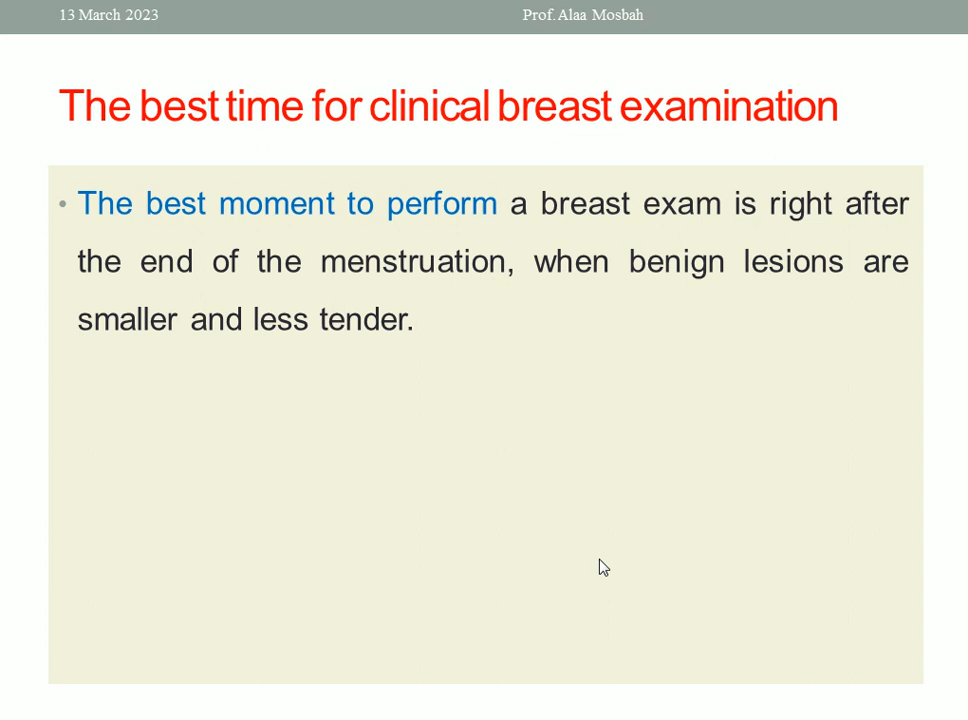 13 March 2023 Prof. Alaa Mosbah
The best time for clinical breast examination
• The best moment to perform a breast exam is right after
the end of the menstruation, when benign lesions are
smaller and less tender.